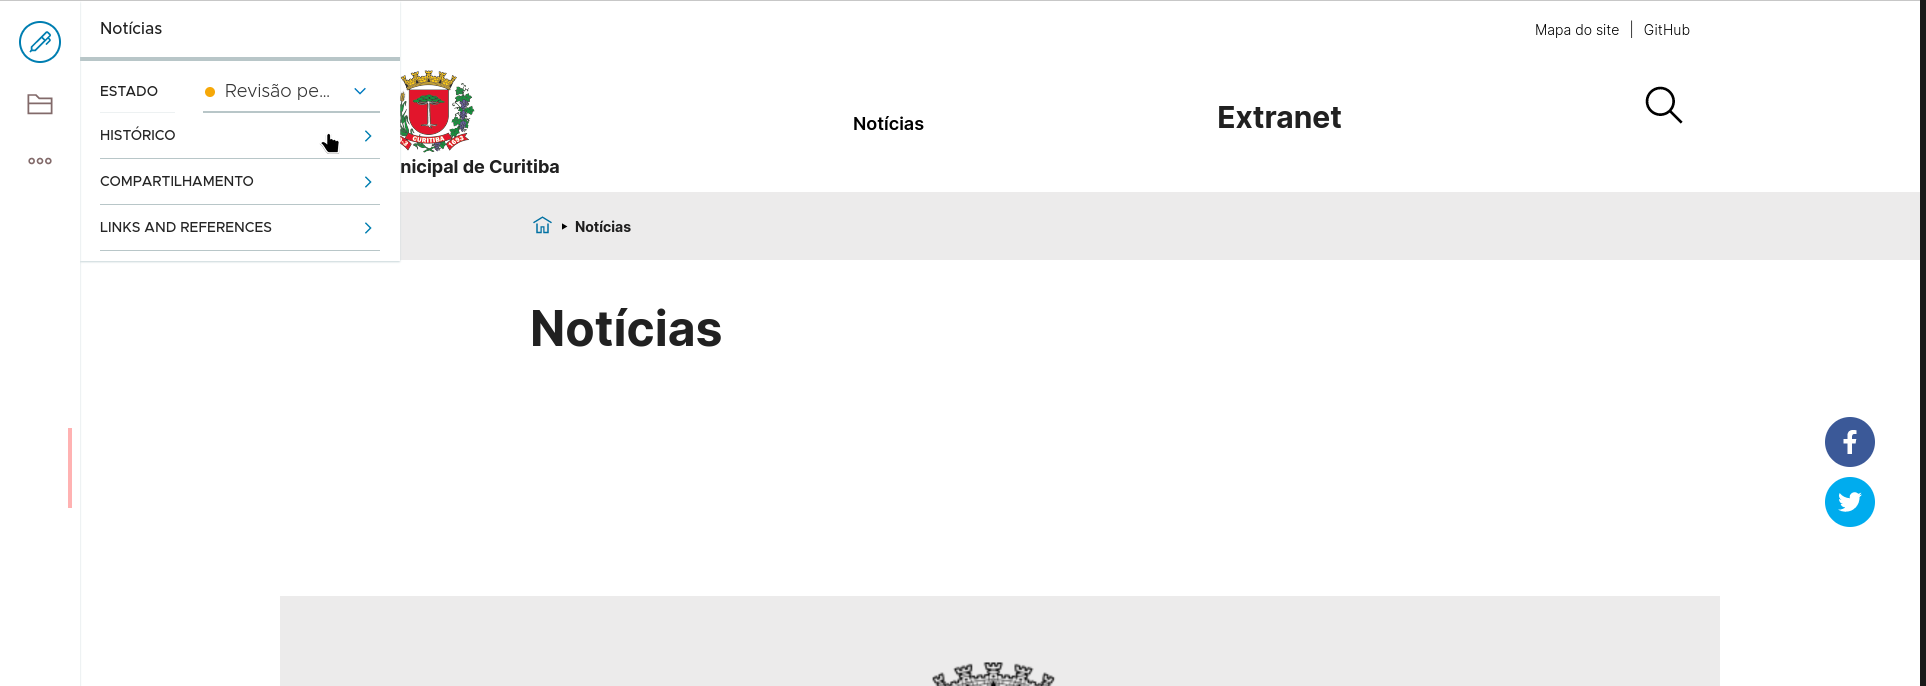 Notícias
ESTADO Revisão pe...
HISTÓRICO
COMPARTILHAMENTO
LINKS AND REFERENCES
Mapa do site | GitHub
CURITIBA
nicipal de Curitiba
Notícias
Extranet
Notícias
Notícias